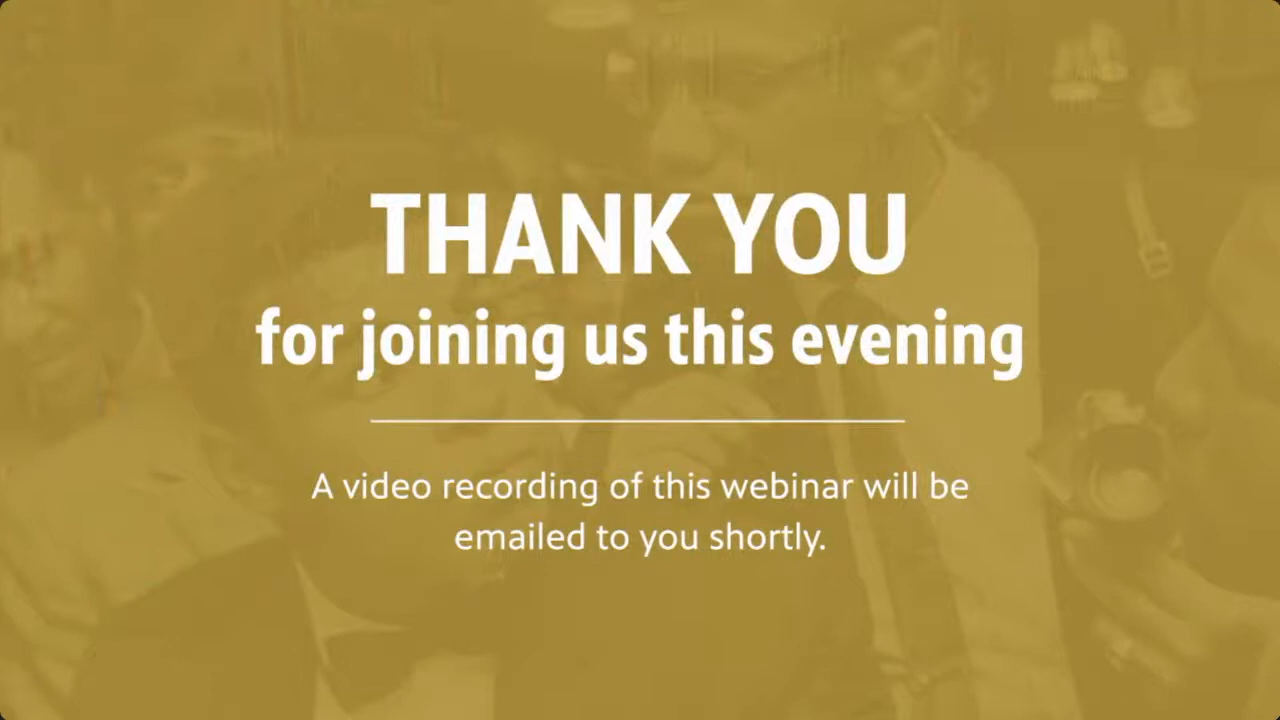 THANK YOU
for joining us this evening
A video recording of this webinar will be
emailed to you shortly.